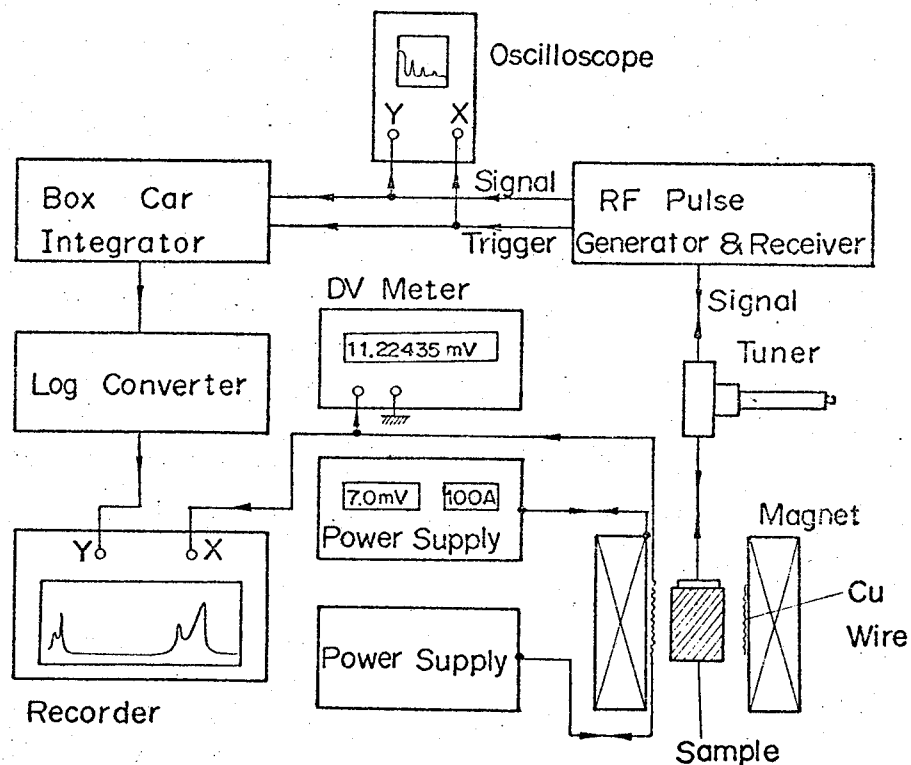 Oscilloscope
Y X
Box Car
Integrator
Signal
Trigger
RF Pulse
Generator & Receiver
DV Meter
11.22435 mV
Signal
Tuner
Log Converter
7.0mV 100A
Power Supply
Magnet
Y X
Recorder
Power Supply
Cu
Wire
Sample